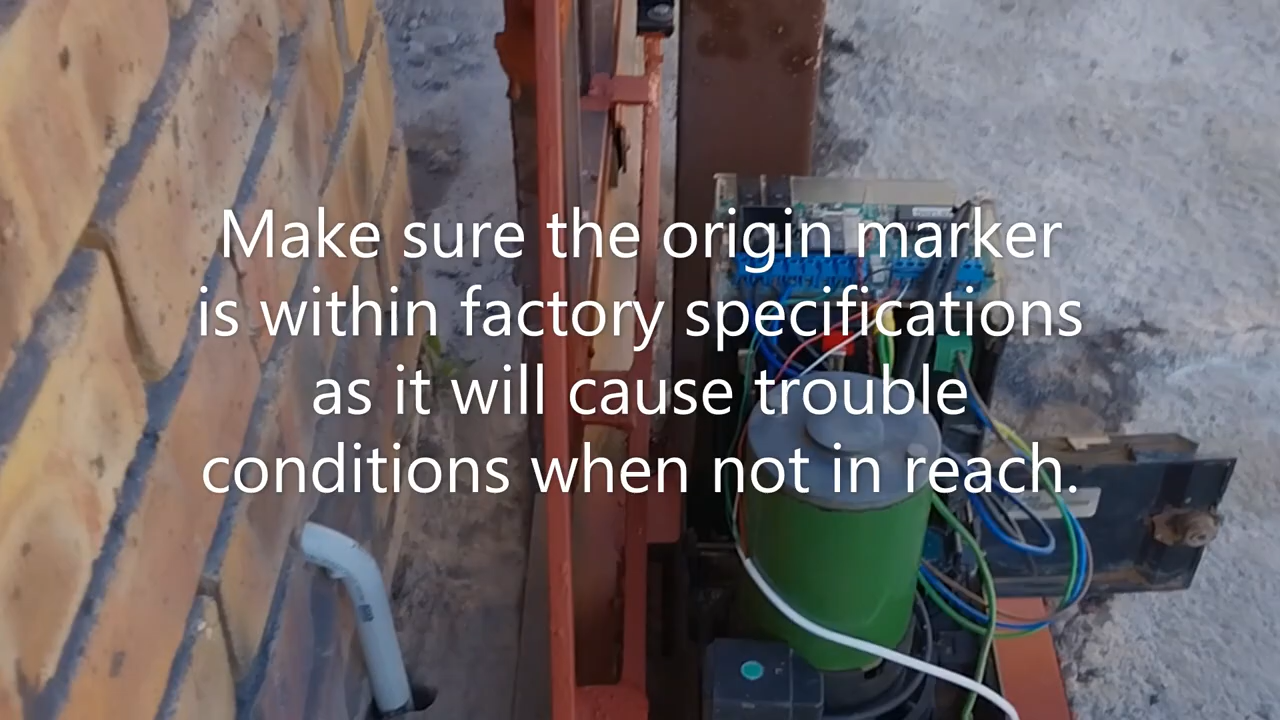 Make sure the origin marker
is within factory specifications
as it will cause trouble
conditions when not in reach.